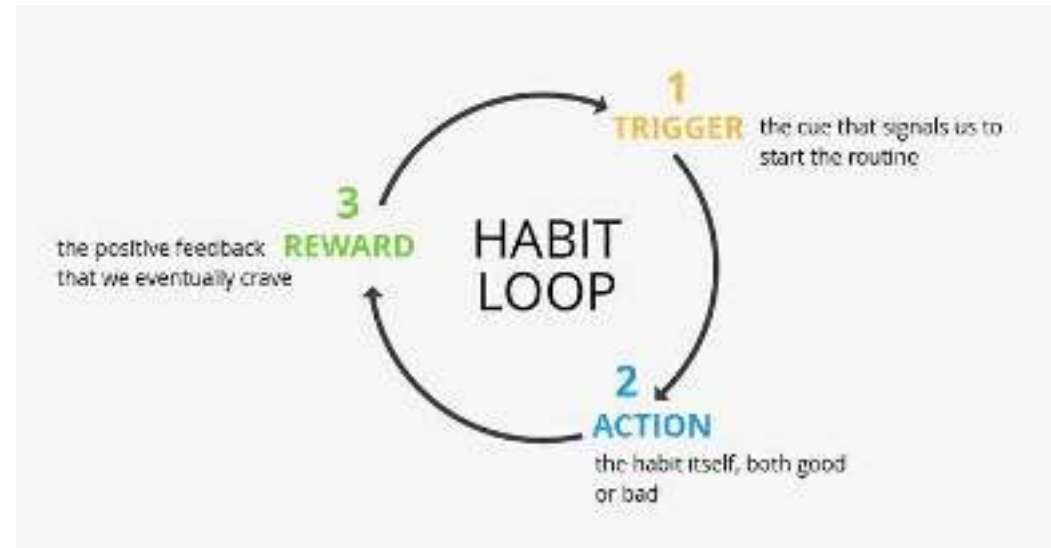 1
TRIGGER
the cue that signals us to
start the routine
3
REWARD
the positive feedback
that we eventually crave
HABIT
LOOP
2
ACTION
the habit itself, both good
or bad